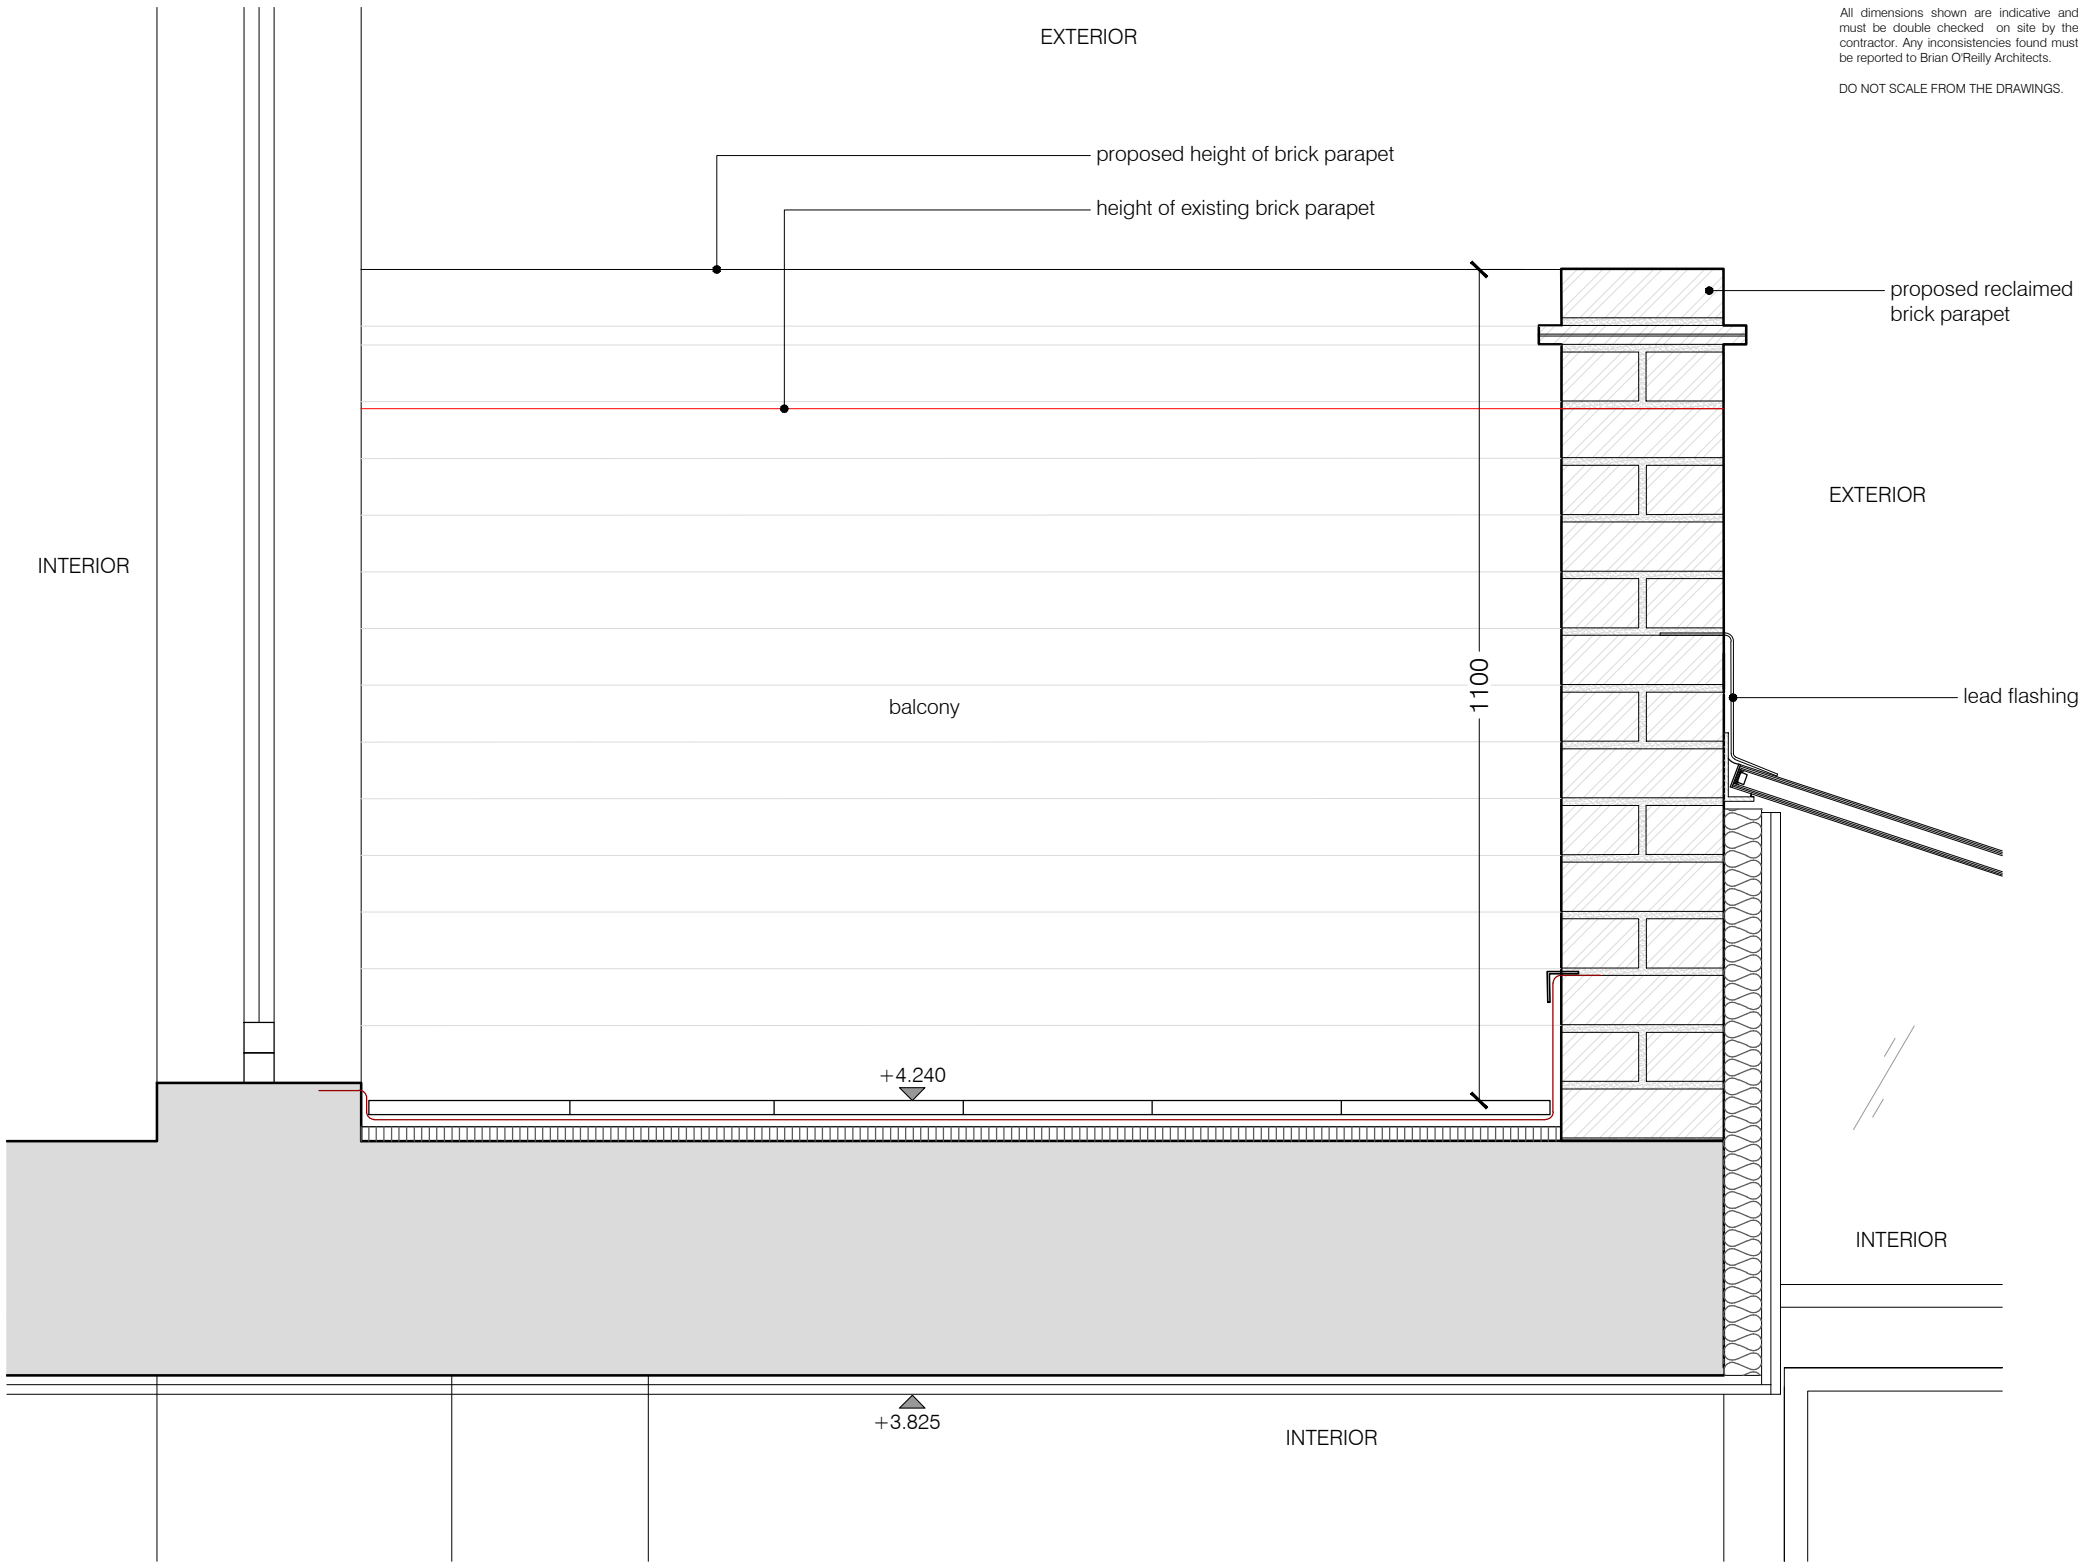 All dimensions shown are indicative and
must be double checked on site by the
contractor. Any inconsistencies found must
be reported to Brian O'Reilly Architects.
DO NOT SCALE FROM THE DRAWINGS.
EXTERIOR
proposed height of brick parapet
height of existing brick parapet
proposed reclaimed
brick parapet
EXTERIOR
INTERIOR
1100
lead flashing
balcony
+4.240
INTERIOR
+3.825
INTERIOR